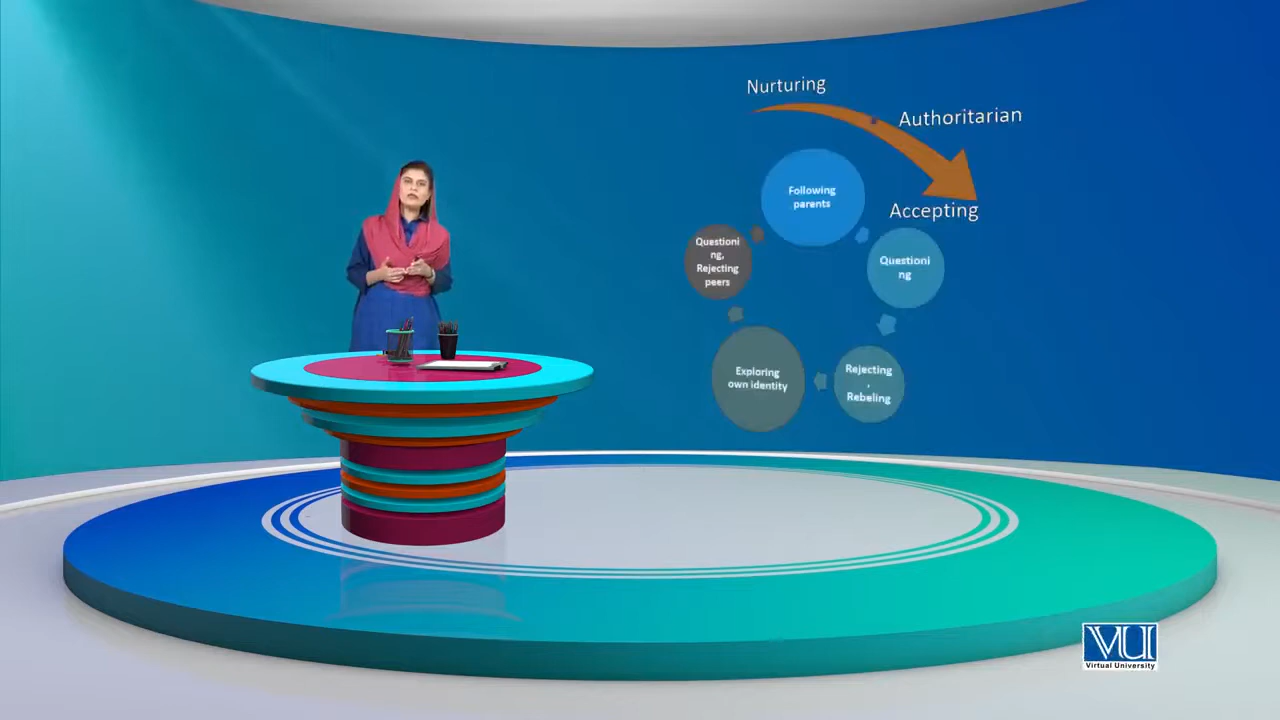 Nurturing
Authoritarian
Accepting
Following
parents
Questioni
ng
Rejecting
,
Rebeling
Exploring
own identity
Questioni
ng,
Rejecting
peers
VU
Virtual University